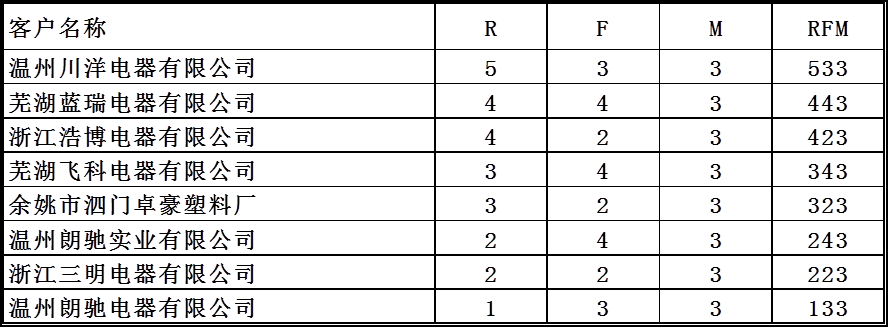 客户名称 R F M RFM
温州川洋电器有限公司 5 3 3 533
芜湖蓝瑞电器有限公司 4 4 3 443
浙江浩博电器有限公司 4 2 3 423
芜湖飞科电器有限公司 3 4 3 343
余姚市泗门卓豪塑料厂 3 2 3 323
温州朗驰实业有限公司 2 4 3 243
浙江三明电器有限公司 2 2 3 223
温州朗驰电器有限公司 1 3 3 133